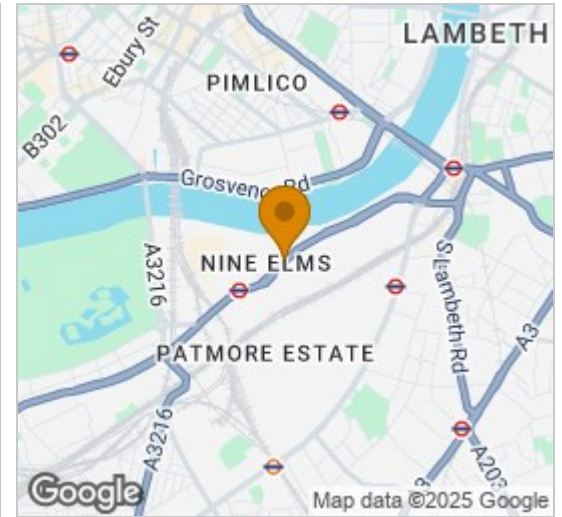 LAMBETH
Ebury St
PIMLICO
B302
Grosvenor Rd
NINE ELMS
A3216
S Lambeth Rd
A3
PATMORE ESTATE
A3216
A203
3
Google
Map data ©2025 Google